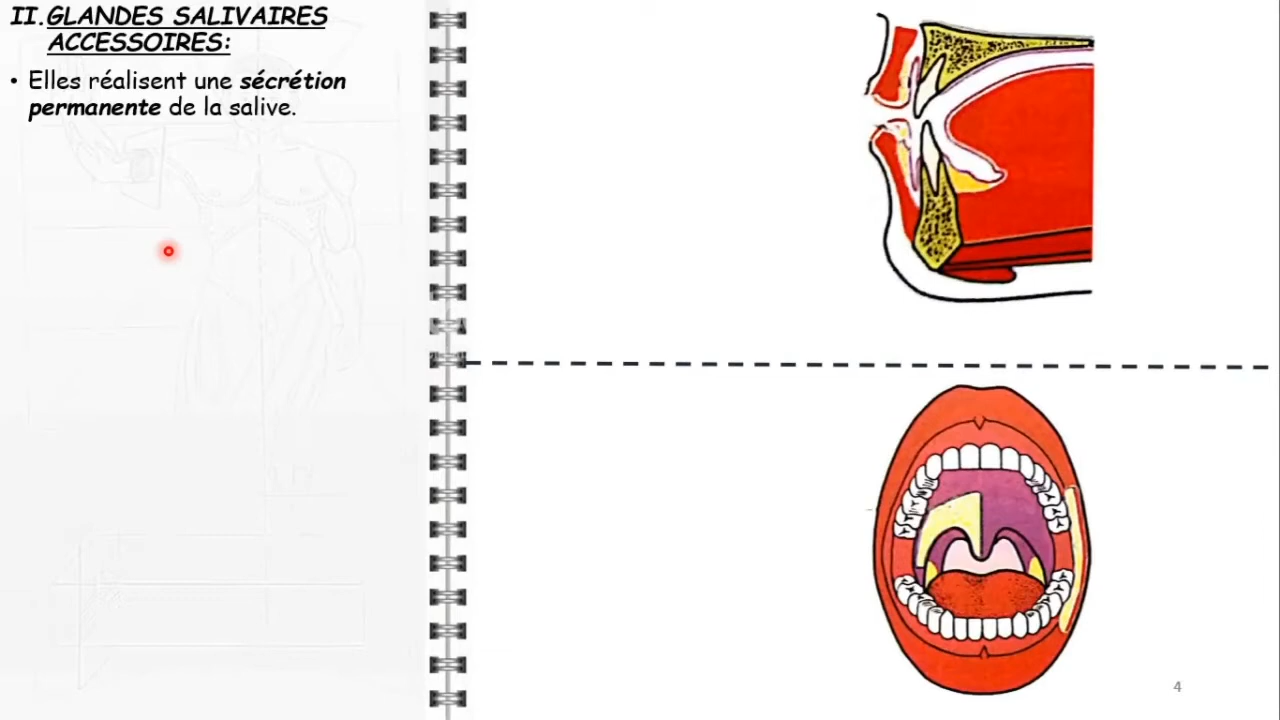 II. GLANDES SALIVAIRES
ACCESSOIRES:
• Elles réalisent une sécrétion
permanente de la salive.
4